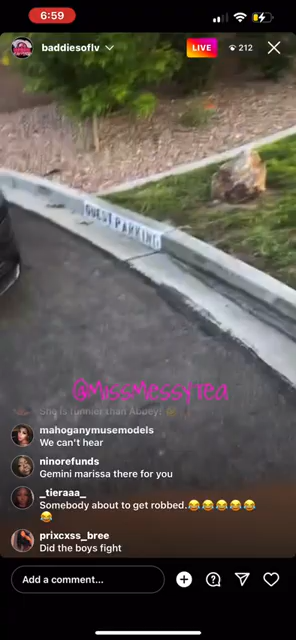 6:59
baddiesoflv
LIVE
212
GUEST PARKING
@MissMessyTea
She is funnier than Abbey!
mahoganymusemodels
We can't hear
ninorefunds
Gemini marissa there for you
_tieraaa_
Somebody about to get robbed.😂😂😂😂😂
😂
prixcxss_bree
Did the boys fight
Add a comment...